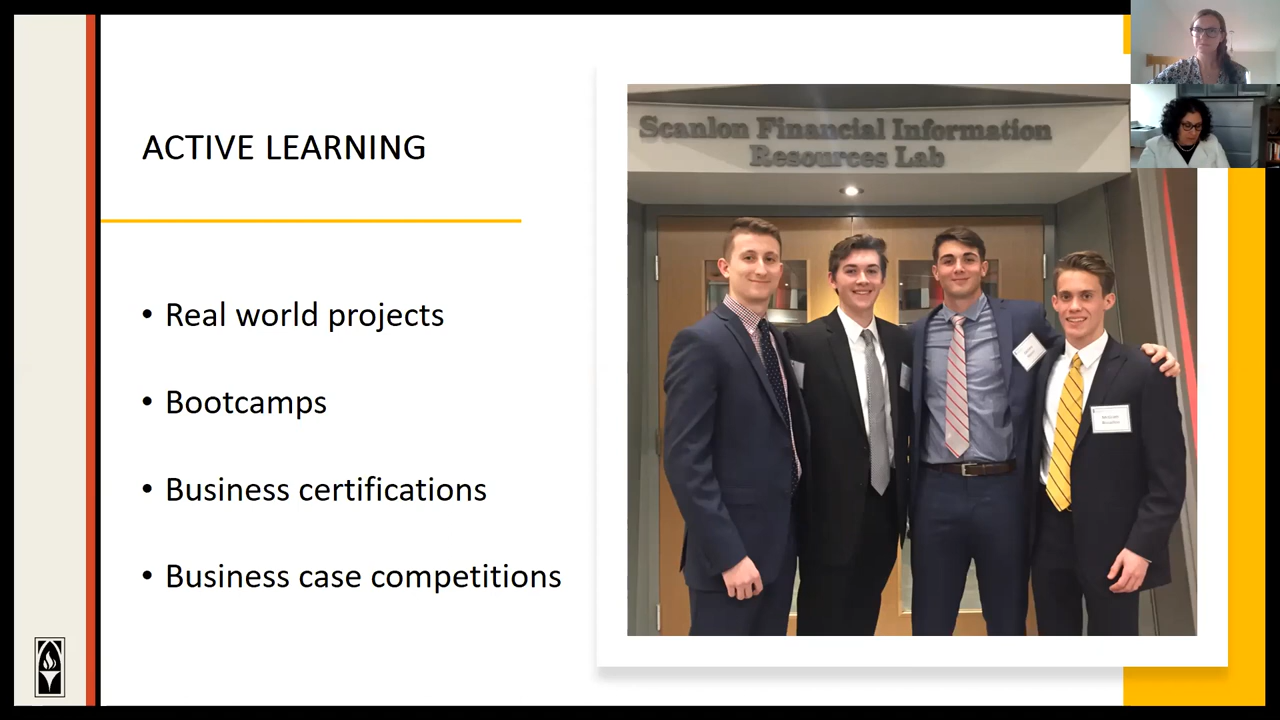 ACTIVE LEARNING
• Real world projects
• Bootcamps
• Business certifications
• Business case competitions
Scanlon Financial Information
Resources Lab